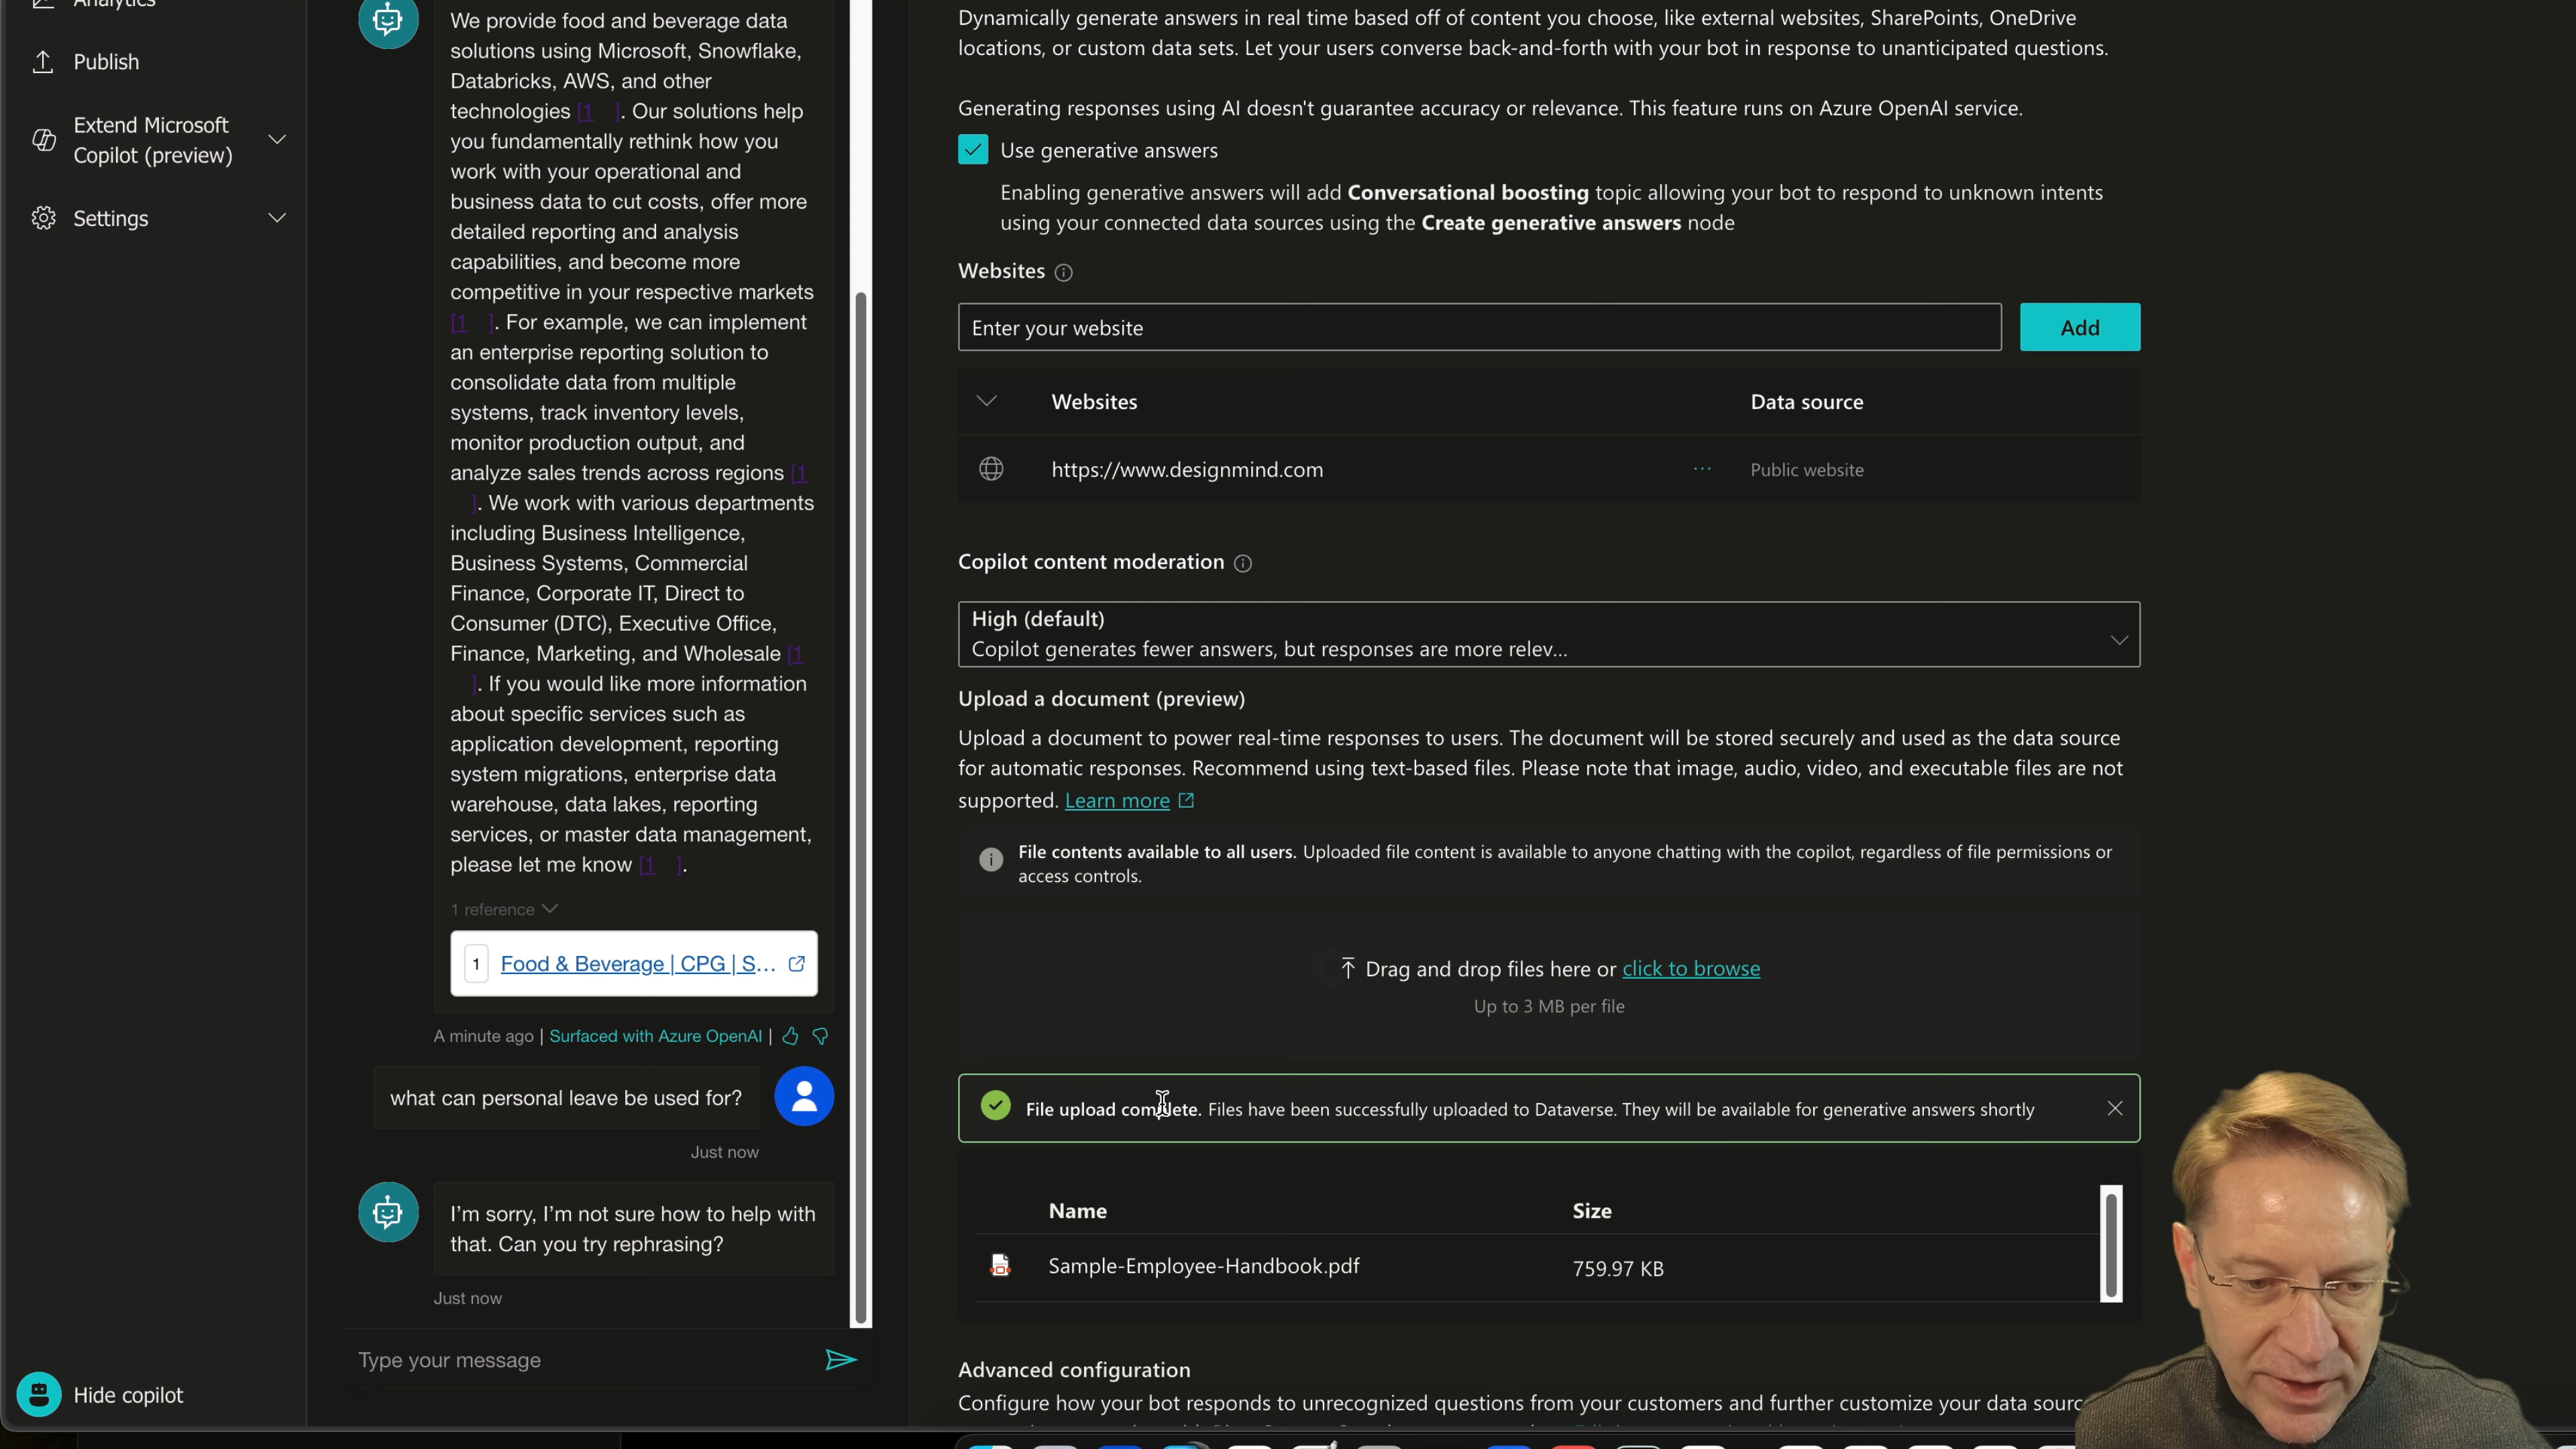 Analytics
Publish
Extend Microsoft
Copilot (preview)
Settings
Hide copilot
We provide food and beverage data
solutions using Microsoft, Snowflake,
Databricks, AWS, and other
technologies [1 ]. Our solutions help
you fundamentally rethink how you
work with your operational and
business data to cut costs, offer more
detailed reporting and analysis
capabilities, and become more
competitive in your respective markets
[1 ]. For example, we can implement
an enterprise reporting solution to
consolidate data from multiple
systems, track inventory levels,
monitor production output, and
analyze sales trends across regions [1
]. We work with various departments
including Business Intelligence,
Business Systems, Commercial
Finance, Corporate IT, Direct to
Consumer (DTC), Executive Office,
Finance, Marketing, and Wholesale [1
]. If you would like more information
about specific services such as
application development, reporting
system migrations, enterprise data
warehouse, data lakes, reporting
services, or master data management,
please let me know [1 ].
1 reference
1 Food & Beverage | CPG | S...
A minute ago | Surfaced with Azure OpenAI |
what can personal leave be used for?
Just now
I'm sorry, I'm not sure how to help with
that. Can you try rephrasing?
Just now
Type your message
Dynamically generate answers in real time based off of content you choose, like external websites, SharePoints, OneDrive
locations, or custom data sets. Let your users converse back-and-forth with your bot in response to unanticipated questions.
Generating responses using AI doesn't guarantee accuracy or relevance. This feature runs on Azure OpenAI service.
Use generative answers
Enabling generative answers will add Conversational boosting topic allowing your bot to respond to unknown intents
using your connected data sources using the Create generative answers node
Websites
Enter your website
Add
Websites Data source
https://www.designmind.com ... Public website
Copilot content moderation
High (default)
Copilot generates fewer answers, but responses are more relev...
Upload a document (preview)
Upload a document to power real-time responses to users. The document will be stored securely and used as the data source
for automatic responses. Recommend using text-based files. Please note that image, audio, video, and executable files are not
supported. Learn more
File contents available to all users. Uploaded file content is available to anyone chatting with the copilot, regardless of file permissions or
access controls.
Drag and drop files here or click to browse
Up to 3 MB per file
File upload complete. Files have been successfully uploaded to Dataverse. They will be available for generative answers shortly
Name Size
Sample-Employee-Handbook.pdf 759.97 KB
Advanced configuration
Configure how your bot responds to unrecognized questions from your customers and further customize your data sourc